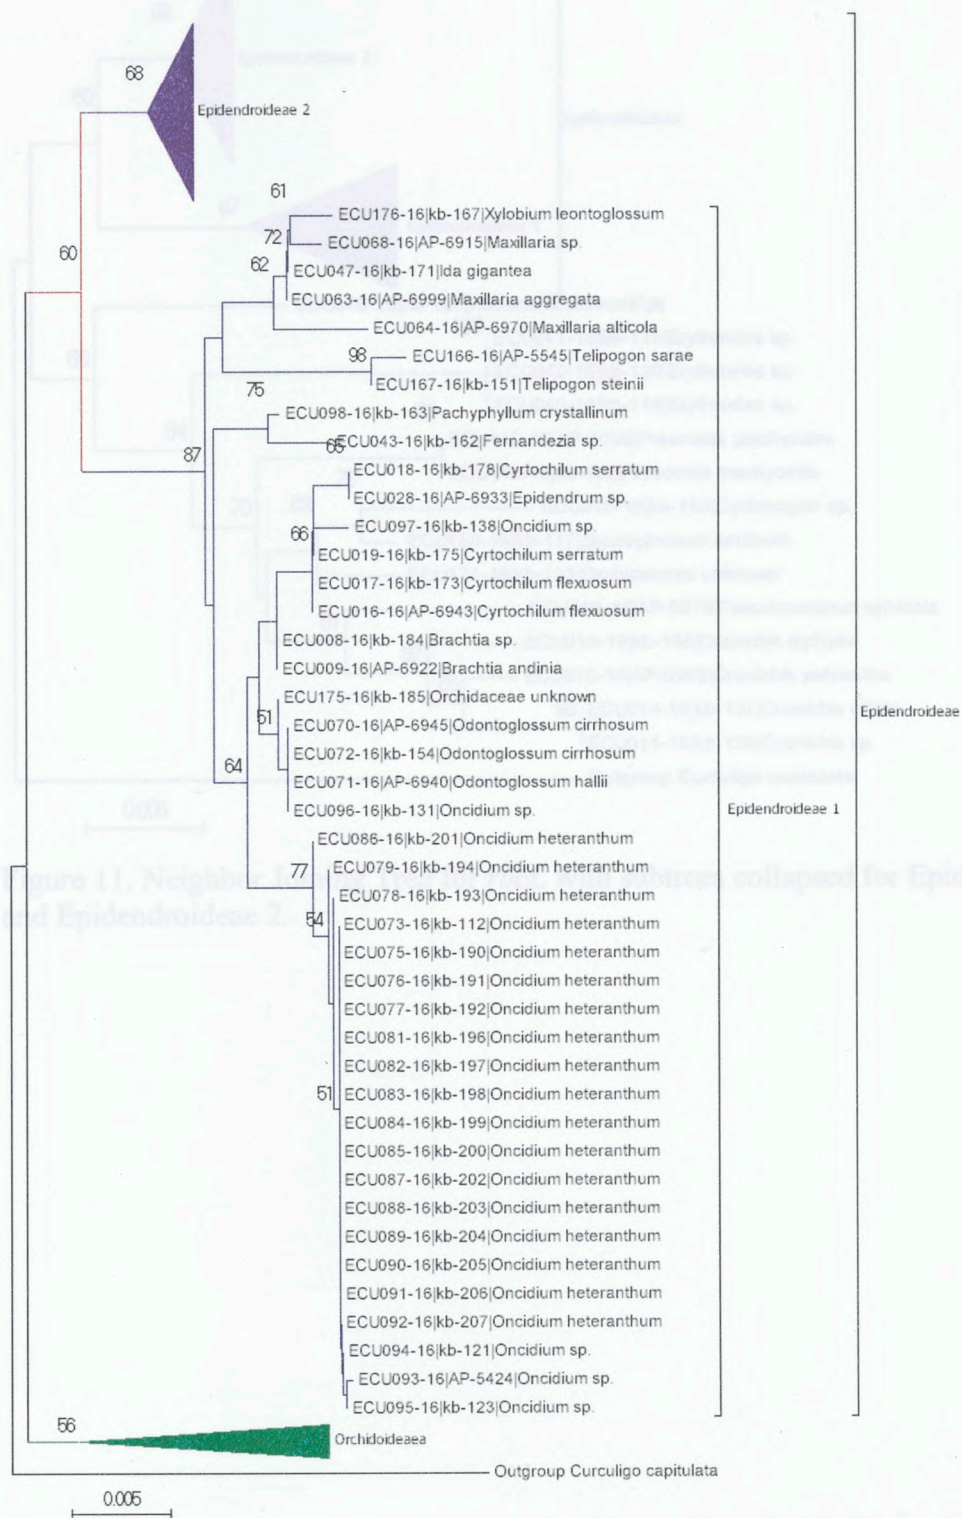 68
Epidendroideae 2
60
61
ECU176-16|kb-167|Xylobium leontoglossum
72
ECU068-16|AP-6915|Maxillaria sp.
62
ECU047-16|kb-171|Ida gigantea
ECU063-16|AP-6999|Maxillaria aggregata
ECU064-16|AP-6970|Maxillaria alticola
98
ECU166-16|AP-5545|Telipogon sarae
ECU167-16|kb-151|Telipogon steinii
75
ECU098-16|kb-163|Pachyphyllum crystallinum
65
ECU043-16|kb-162|Fernandezia sp.
87
ECU018-16|kb-178|Cyrtochilum serratum
ECU028-16|AP-6933|Epidendrum sp.
ECU097-16|kb-138|Oncidium sp.
66
ECU019-16|kb-175|Cyrtochilum serratum
ECU017-16|kb-173|Cyrtochilum flexuosum
ECU016-16|AP-6943|Cyrtochilum flexuosum
ECU008-16|kb-184|Brachtia sp.
ECU009-16|AP-6922|Brachtia andinia
ECU175-16|kb-185|Orchidaceae unknown
51
ECU070-16|AP-6945|Odontoglossum cirrhosum
Epidendroideae
ECU072-16|kb-154|Odontoglossum cirrhosum
64
ECU071-16|AP-6940|Odontoglossum hallii
ECU096-16|kb-131|Oncidium sp.
Epidendroideae 1
ECU086-16|kb-201|Oncidium heteranthum
77
ECU079-16|kb-194|Oncidium heteranthum
ECU078-16|kb-193|Oncidium heteranthum
54
ECU073-16|kb-112|Oncidium heteranthum
ECU075-16|kb-190|Oncidium heteranthum
ECU076-16|kb-191|Oncidium heteranthum
ECU077-16|kb-192|Oncidium heteranthum
ECU081-16|kb-196|Oncidium heteranthum
ECU082-16|kb-197|Oncidium heteranthum
51
ECU083-16|kb-198|Oncidium heteranthum
ECU084-16|kb-199|Oncidium heteranthum
ECU085-16|kb-200|Oncidium heteranthum
ECU087-16|kb-202|Oncidium heteranthum
ECU088-16|kb-203|Oncidium heteranthum
ECU089-16|kb-204|Oncidium heteranthum
ECU090-16|kb-205|Oncidium heteranthum
ECU091-16|kb-206|Oncidium heteranthum
ECU092-16|kb-207|Oncidium heteranthum
ECU094-16|kb-121|Oncidium sp.
ECU093-16|AP-5424|Oncidium sp.
ECU095-16|kb-123|Oncidium sp.
56
Orchidoideaea
Outgroup Curculigo capitulata
0.005